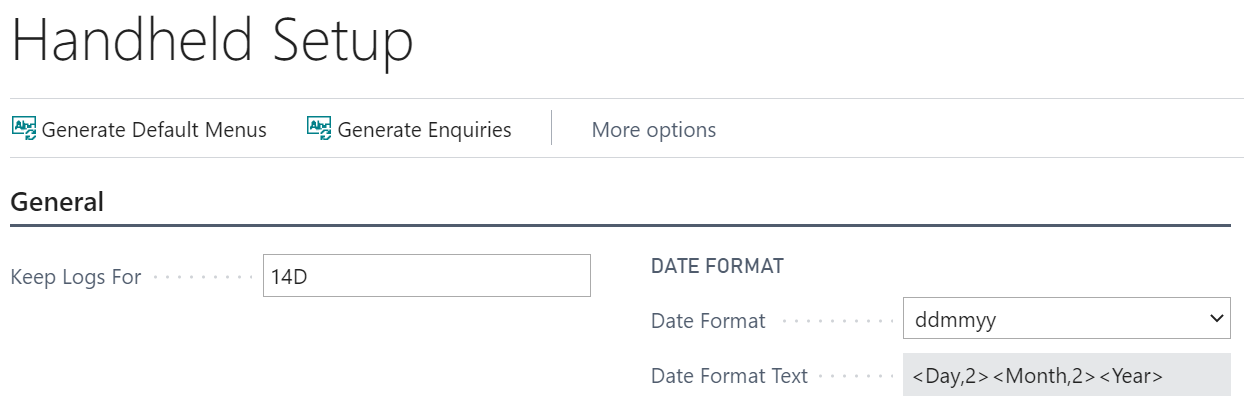 Handheld Setup
Generate Default Menus Generate Enquiries More options
General
Keep Logs For 14D
DATE FORMAT
Date Format ddmmyy
Date Format Text <Day,2><Month,2><Year>